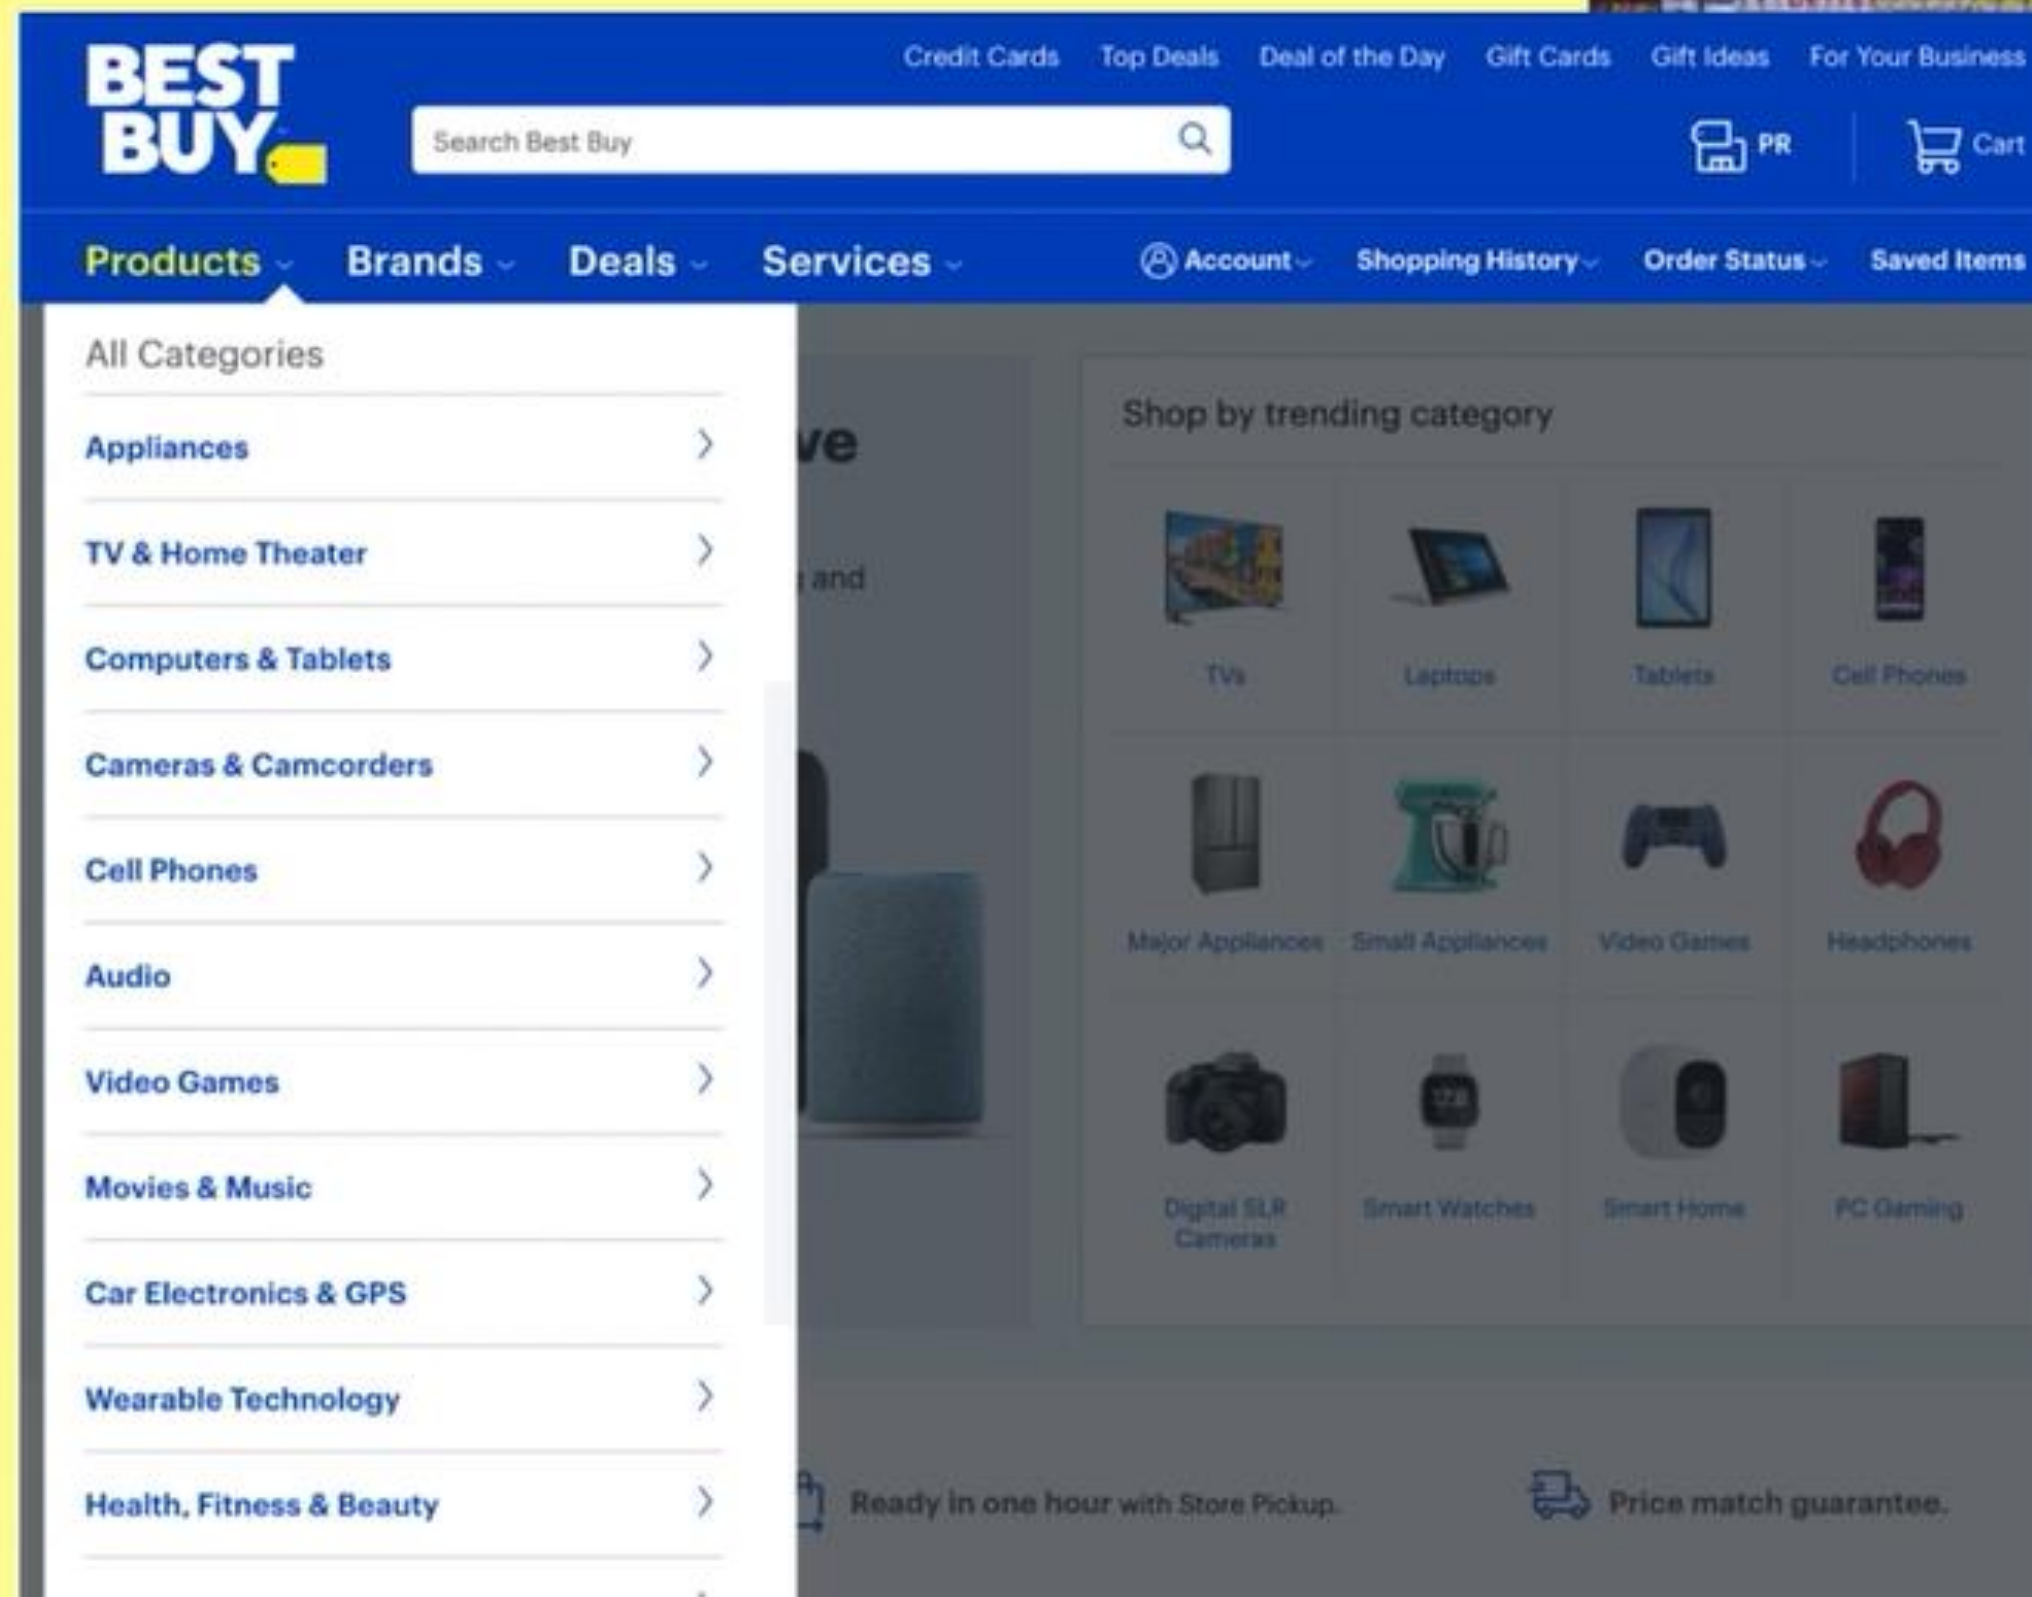 BEST
BUY
Credit Cards Top Deals Deal of the Day Gift Cards Gift Ideas For Your Business
Search Best Buy
PR
Cart
Products Brands Deals Services
Account Shopping History Order Status Saved Items
All Categories
Appliances
TV & Home Theater
Computers & Tablets
Cameras & Camcorders
Cell Phones
Audio
Video Games
Movies & Music
Car Electronics & GPS
Wearable Technology
Health, Fitness & Beauty
ve
and
Shop by trending category
TVs Laptops Tablets Cell Phones
Major Appliances Small Appliances Video Games Headphones
Digital SLR Smart Watches Smart Home PC Gaming
Cameras
Ready in one hour with Store Pickup.
Price match guarantee.